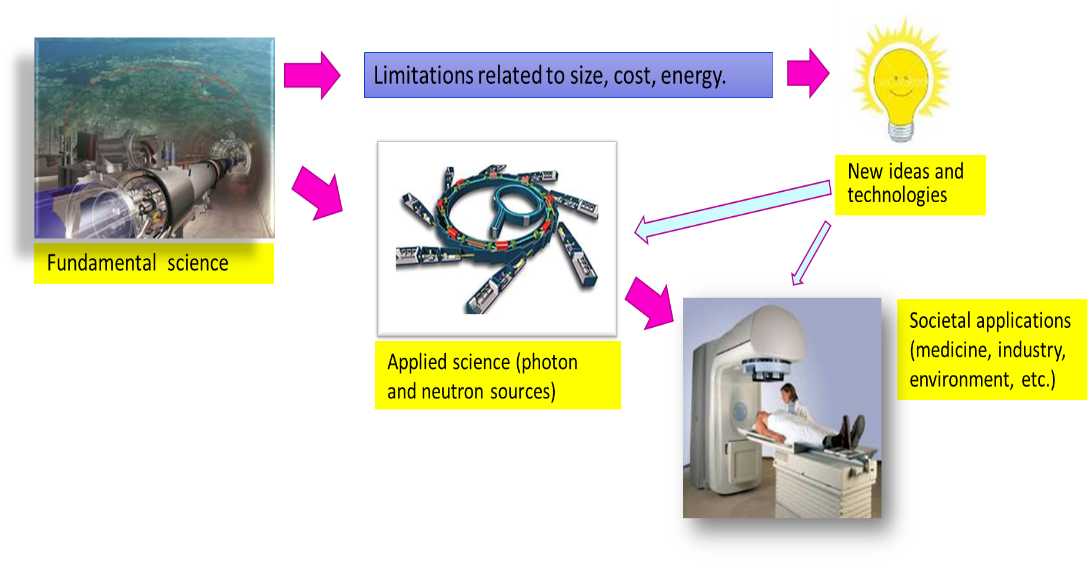 Limitations related to size, cost, energy.
New ideas and
technologies
Fundamental science
Applied science (photon
and neutron sources)
Societal applications
(medicine, industry,
environment, etc.)